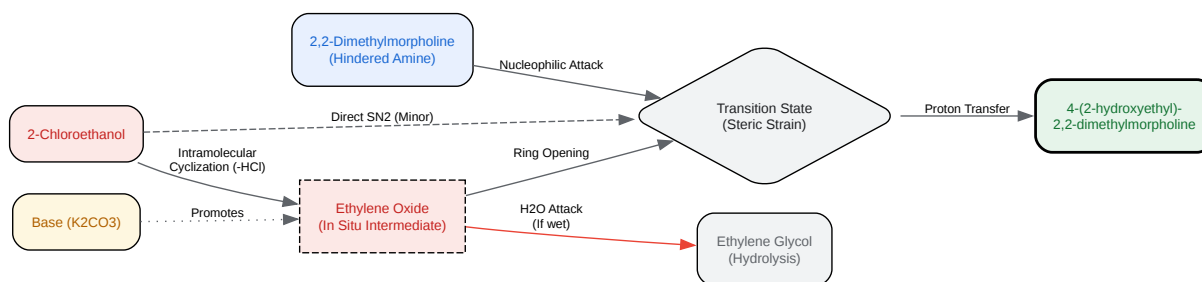 2,2-Dimethylmorpholine
(Hindered Amine)
Nucleophilic Attack
2-Chloroethanol
Direct SN2 (Minor)
Transition State
(Steric Strain)
Proton Transfer
4-(2-hydroxyethyl)-
2,2-dimethylmorpholine
Intramolecular
Cyclization (-HCl)
Ring Opening
Base (K2CO3)
Promotes
Ethylene Oxide
(In Situ Intermediate)
H2O Attack
(If wet)
Ethylene Glycol
(Hydrolysis)